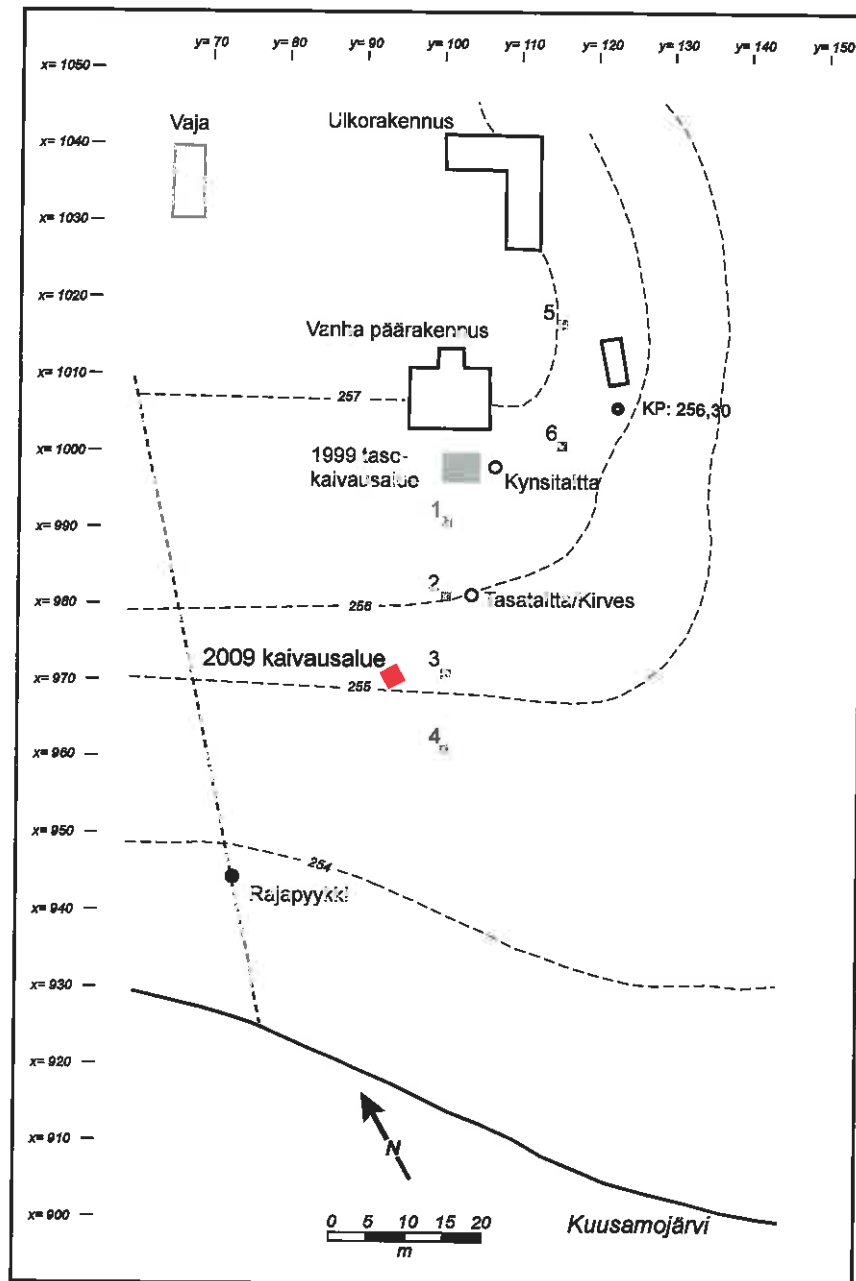 y= 70 y= 80 y= 90 y= 100 y= 110 y= 120 y= 130 y= 140 y= 150
x= 1050
Vaja
Ulkorakennus
x= 1040
x= 1030
x= 1020
5
Vanha päärakennus
x= 1010
257
KP: 256,30
6
x= 1000
1999 taso-
kaivausalue
Kynsitaltta
1
x= 990
2
256
x= 980
Tasataltta/Kirves
2009 kaivausalue
3
x= 970
255
4
x= 960
x= 950
254
Rajapyykki
x= 940
x= 930
x= 920
x= 910
N
x= 900
0 5 10 15 20
m
Kuusamojärvi